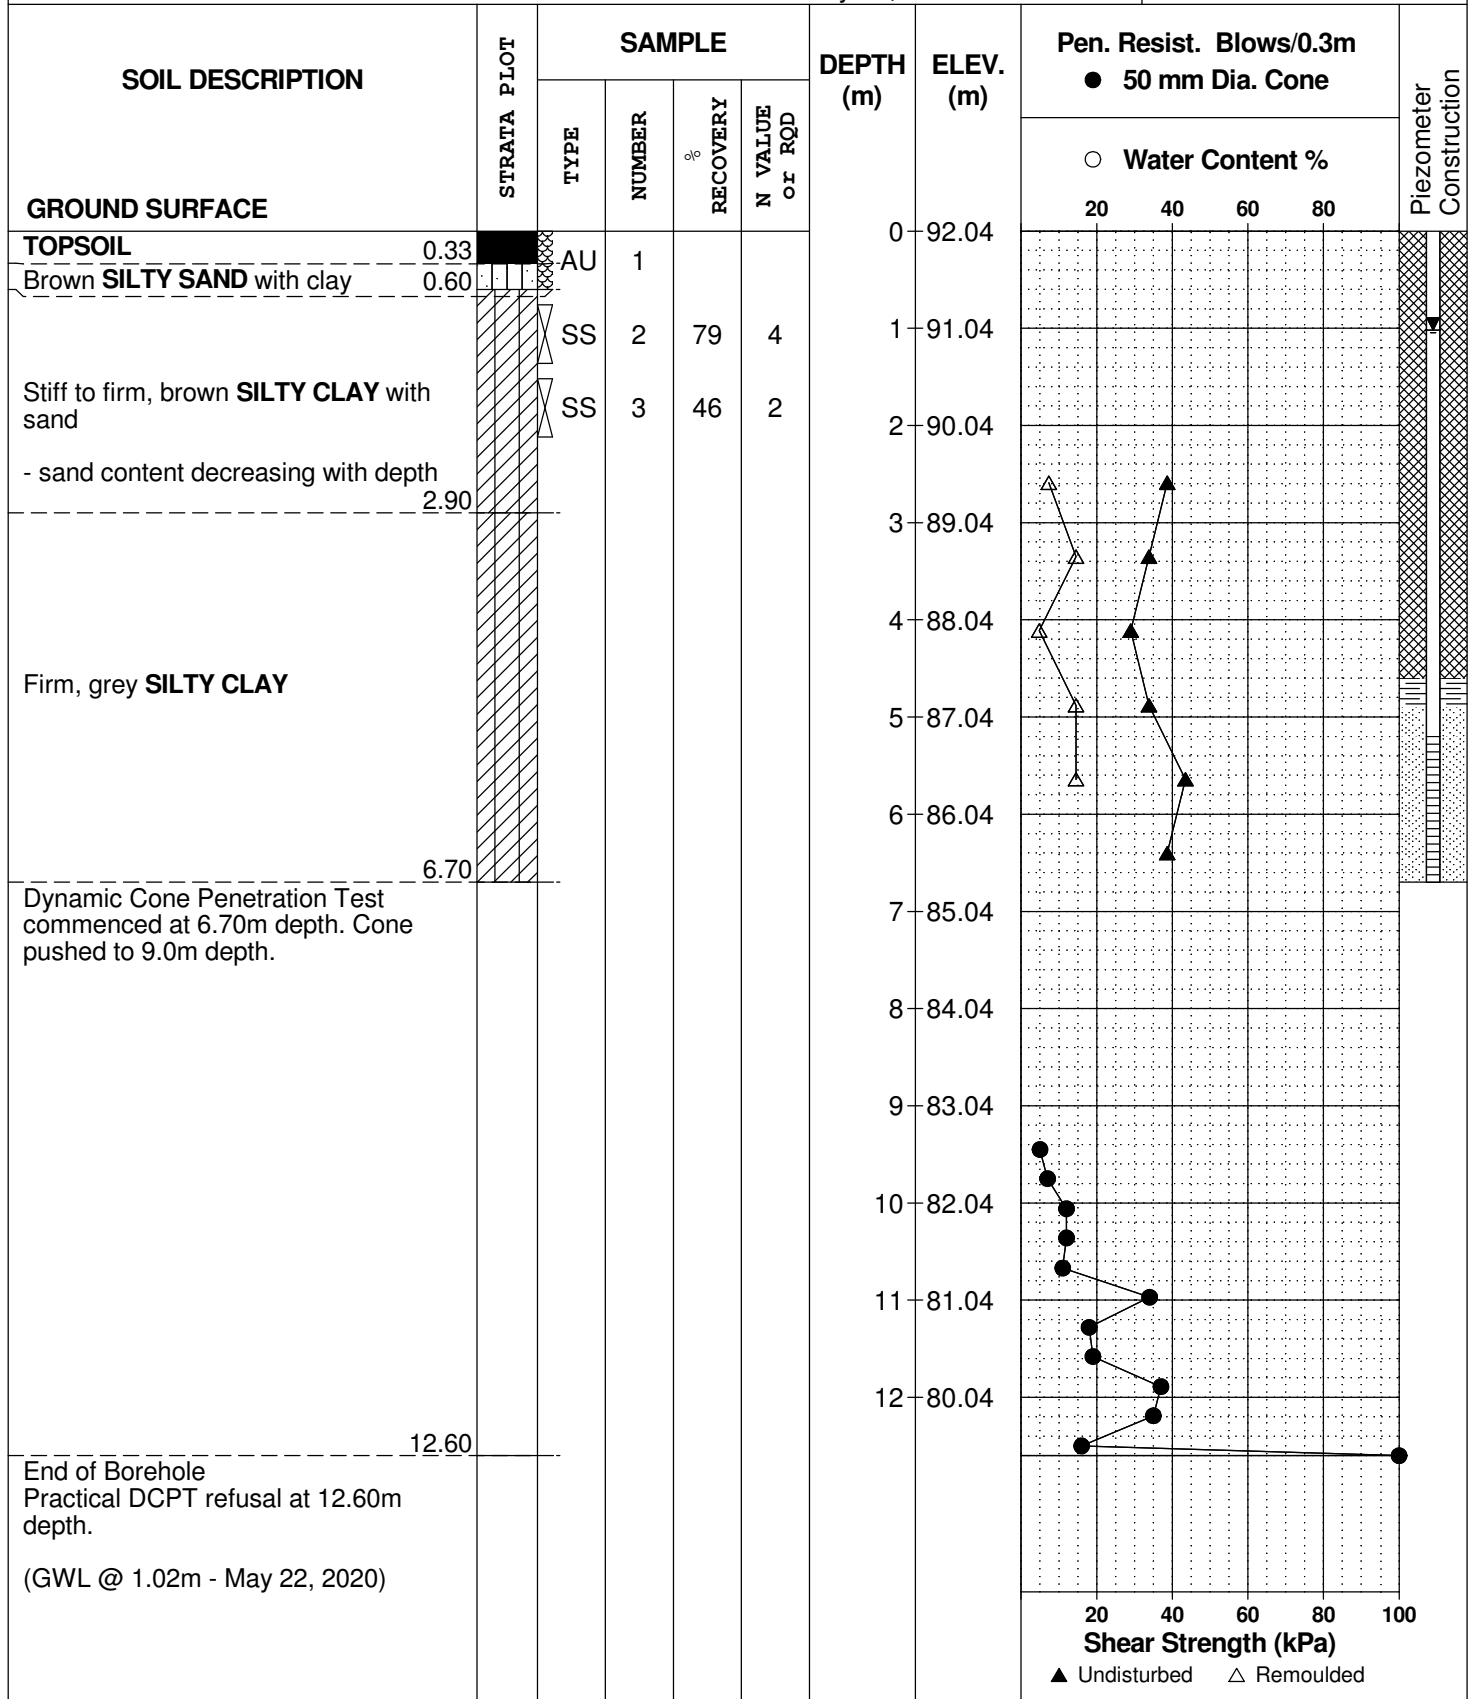 SOIL DESCRIPTION
GROUND SURFACE
STRATA PLOT
SAMPLE
TYPE
NUMBER
% RECOVERY
N VALUE or RQD
DEPTH (m)
ELEV. (m)
Pen. Resist. Blows/0.3m
● 50 mm Dia. Cone
○ Water Content %
20 40 60 80
Piezometer Construction
TOPSOIL 0.33
Brown SILTY SAND with clay 0.60
AU 1
SS 2 79 4
SS 3 46 2
Stiff to firm, brown SILTY CLAY with
sand
- sand content decreasing with depth
2.90
Firm, grey SILTY CLAY
6.70
Dynamic Cone Penetration Test
commenced at 6.70m depth. Cone
pushed to 9.0m depth.
12.60
End of Borehole
Practical DCPT refusal at 12.60m
depth.
(GWL @ 1.02m - May 22, 2020)
0 92.04
1 91.04
2 90.04
3 89.04
4 88.04
5 87.04
6 86.04
7 85.04
8 84.04
9 83.04
10 82.04
11 81.04
12 80.04
20 40 60 80 100
Shear Strength (kPa)
▲ Undisturbed △ Remoulded